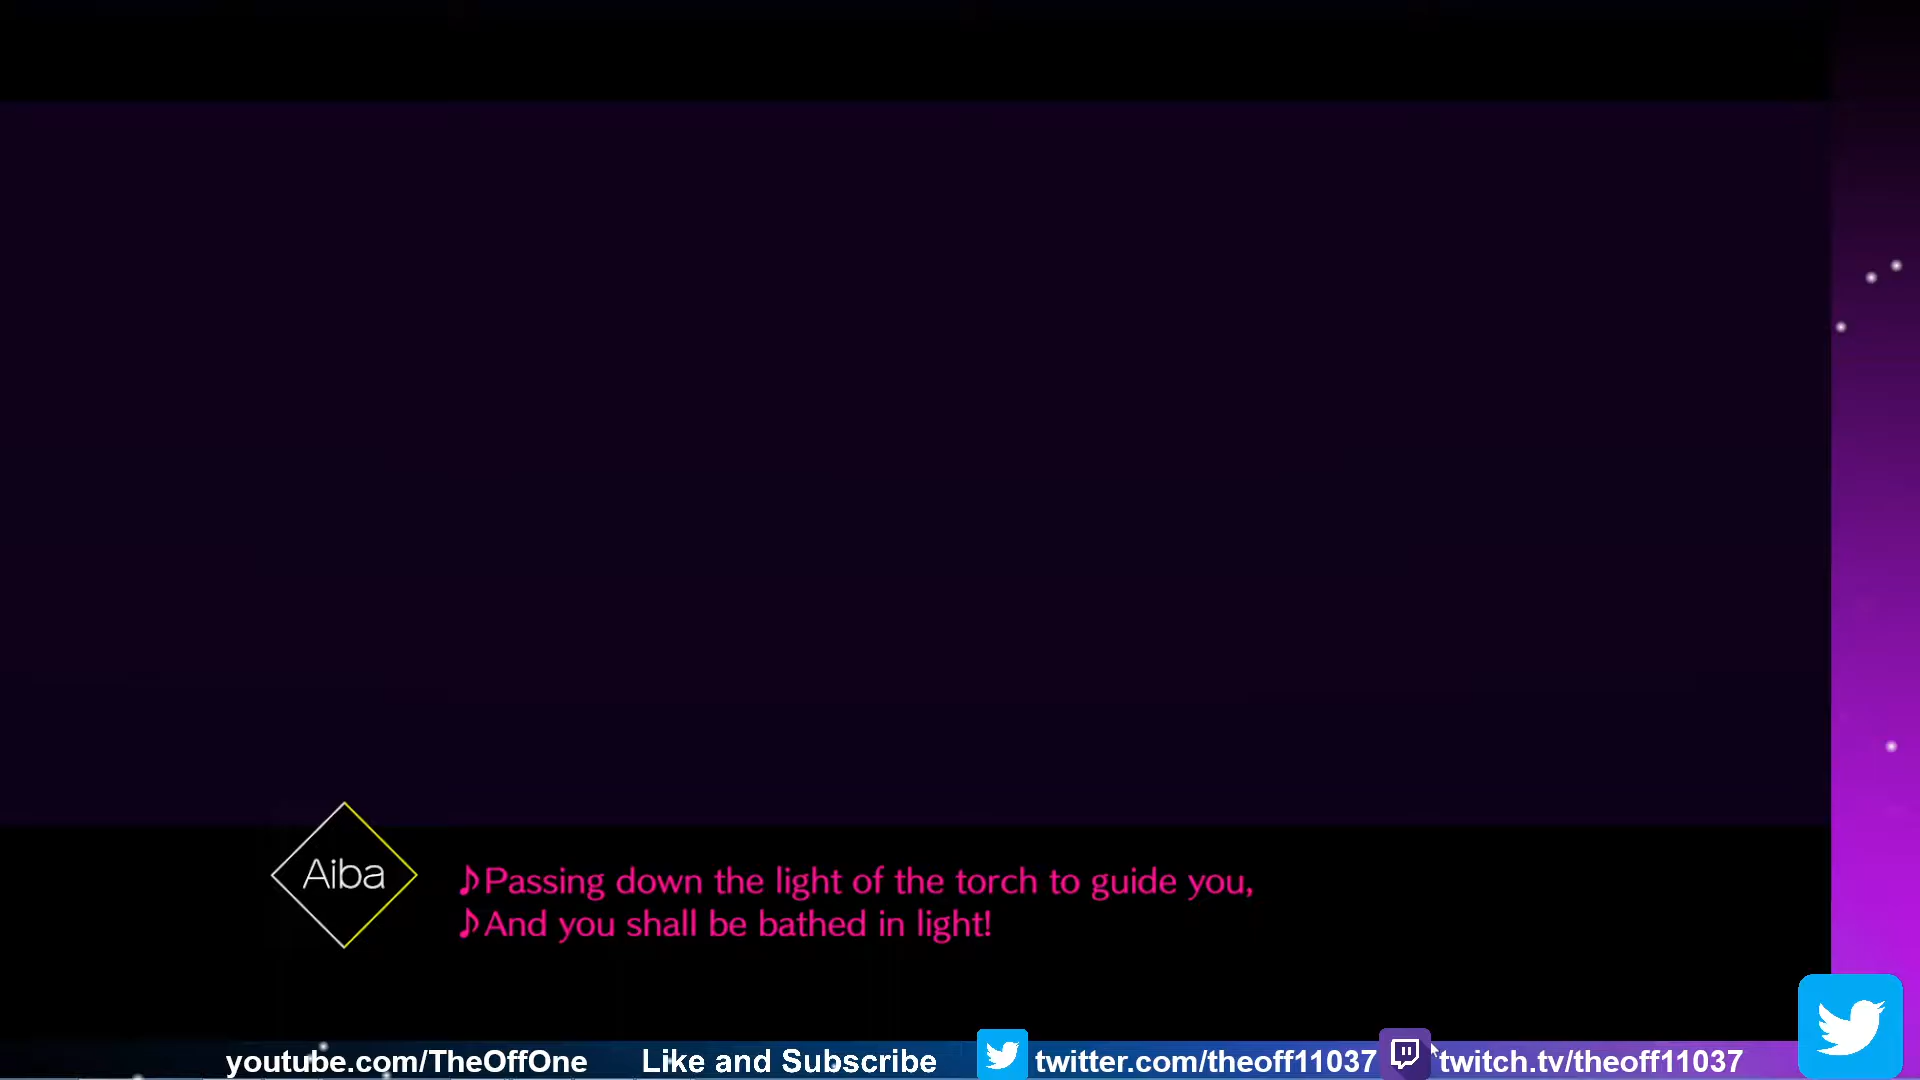 Aiba
♪Passing down the light of the torch to guide you,
♪And you shall be bathed in light!
youtube.com/TheOffOne Like and Subscribe twitter.com/theoff11037 twitch.tv/theoff11037